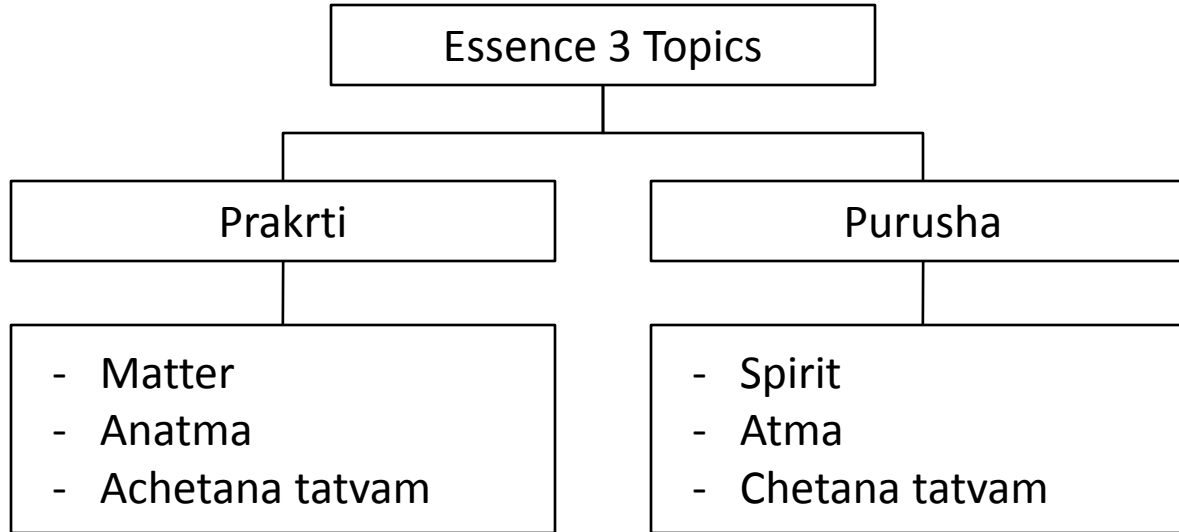 Essence 3 Topics
Prakrti
Purusha
- Matter
- Anatma
- Achetana tatvam
- Spirit
- Atma
- Chetana tatvam